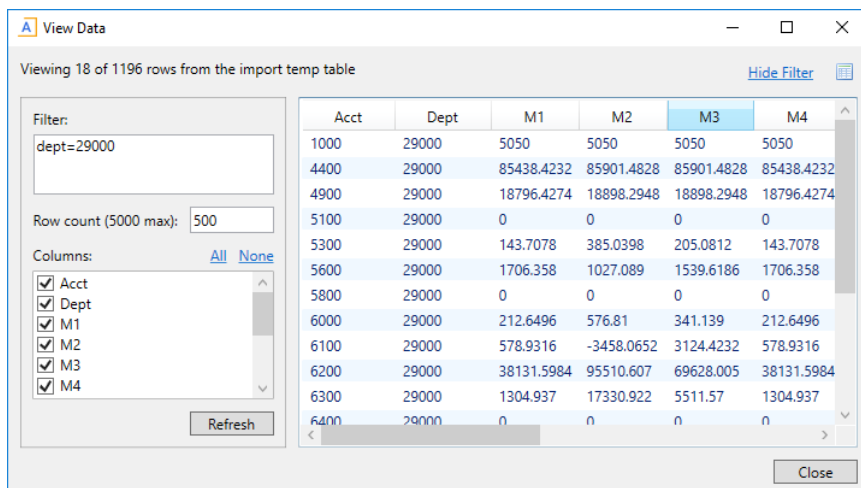 A View Data
Viewing 18 of 1196 rows from the import temp table
Hide Filter
Filter:
dept=29000
Row count (5000 max): 500
Columns: All None
Acct
Dept
M1
M2
M3
M4
Refresh
Acct Dept M1 M2 M3 M4
1000 29000 5050 5050 5050 5050
4400 29000 85438.4232 85901.4828 85901.4828 85438.4232
4900 29000 18796.4274 18898.2948 18898.2948 18796.4274
5100 29000 0 0 0 0
5300 29000 143.7078 385.0398 205.0812 143.7078
5600 29000 1706.358 1027.089 1539.6186 1706.358
5800 29000 0 0 0 0
6000 29000 212.6496 576.81 341.139 212.6496
6100 29000 578.9316 -3458.0652 3124.4232 578.9316
6200 29000 38131.5984 95510.607 69628.005 38131.5984
6300 29000 1304.937 17330.922 5511.57 1304.937
6400 29000 0 0 0 0
Close